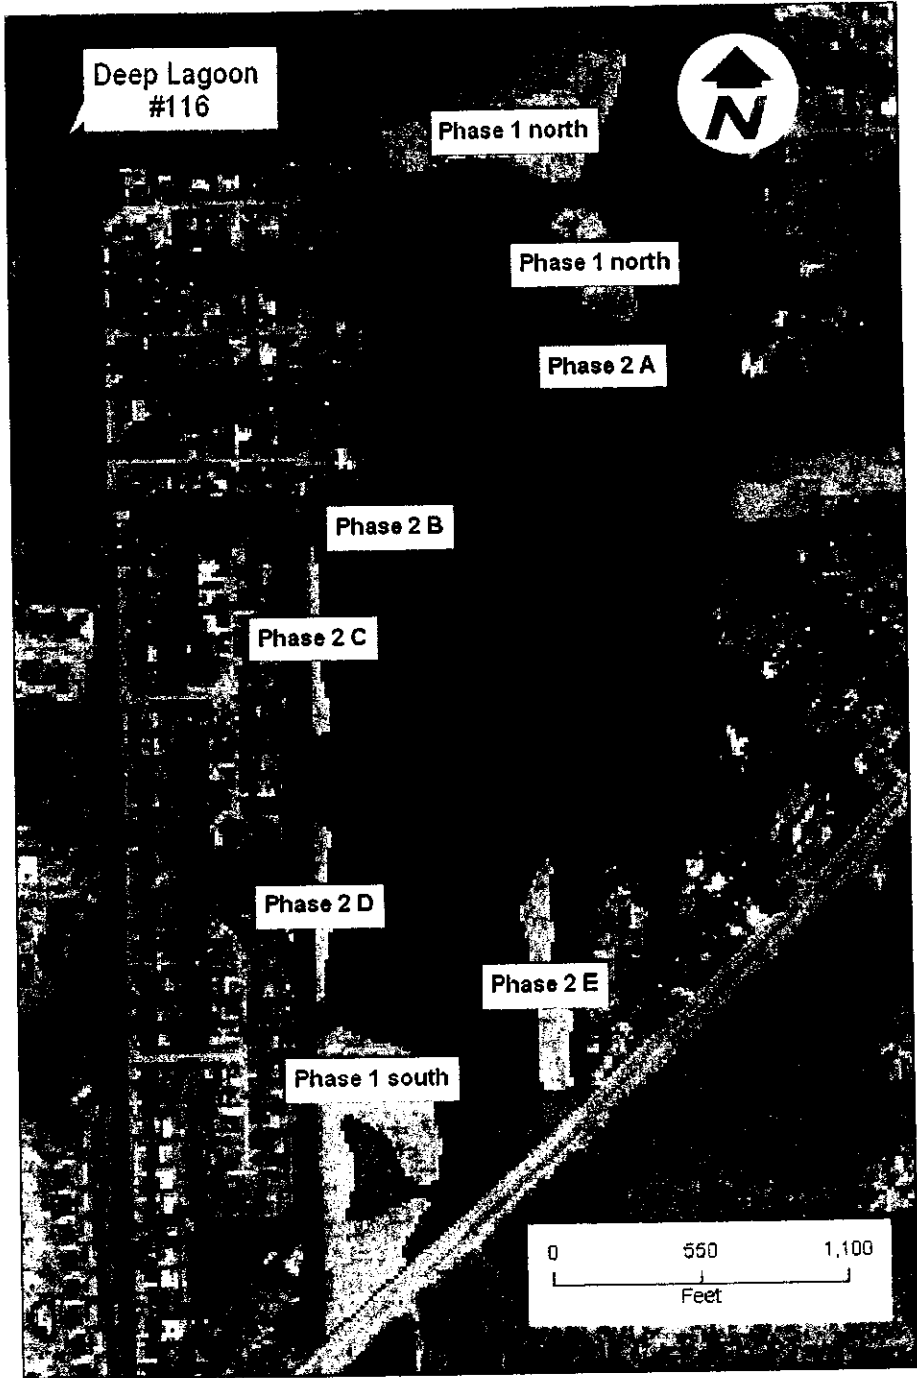 Deep Lagoon
#116
N
Phase 1 north
Phase 1 north
Phase 2 A
Phase 2 B
Phase 2 C
Phase 2 D
Phase 2 E
Phase 1 south
0 550 1,100
Feet